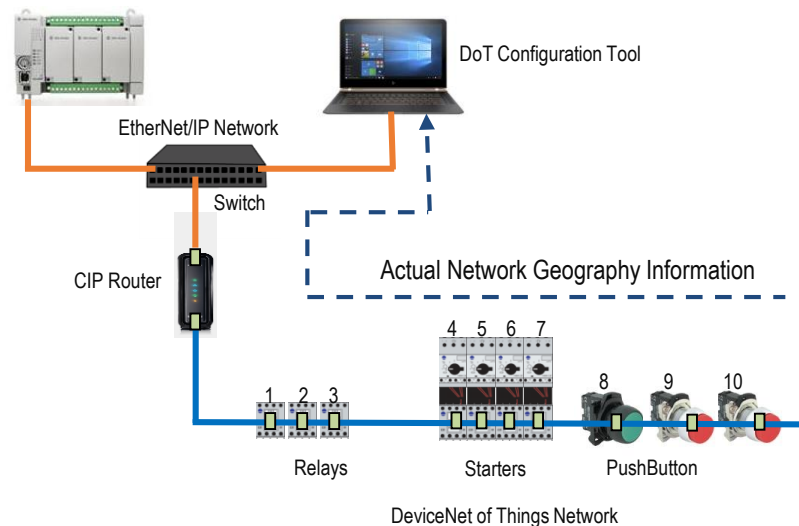 DoT Configuration Tool
EtherNet/IP Network
Switch
CIP Router
Actual Network Geography Information
4 5 6 7
1 2 3
8 9 10
Relays
Starters
PushButton
DeviceNet of Things Network